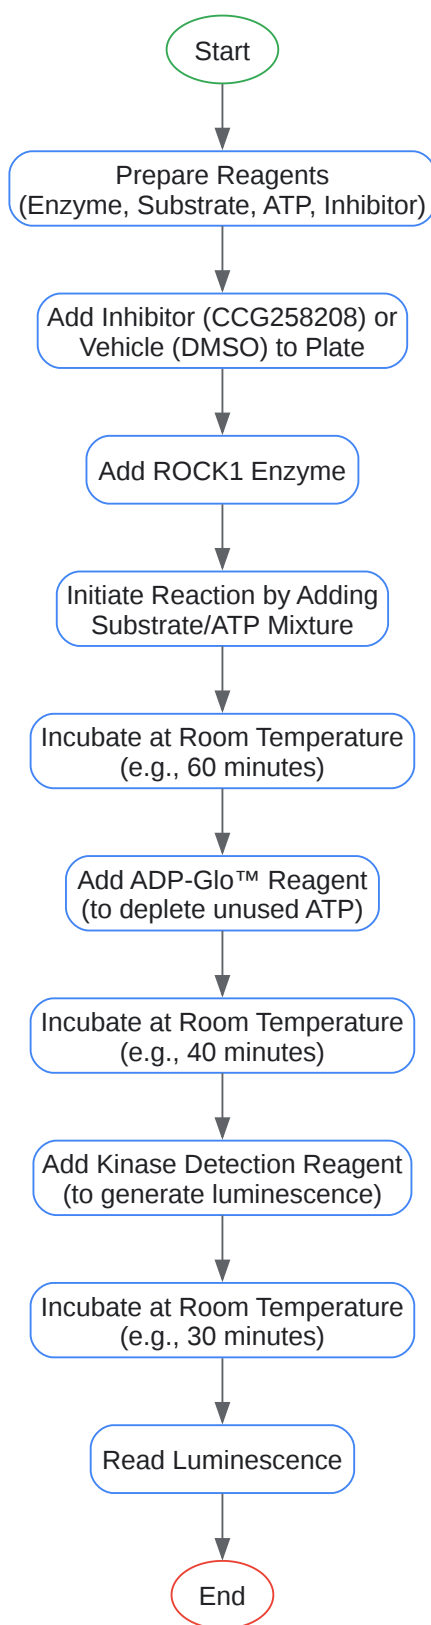 Start
Prepare Reagents
(Enzyme, Substrate, ATP, Inhibitor)
Add Inhibitor (CCG258208) or
Vehicle (DMSO) to Plate
Add ROCK1 Enzyme
Initiate Reaction by Adding
Substrate/ATP Mixture
Incubate at Room Temperature
(e.g., 60 minutes)
Add ADP-Glo™ Reagent
(to deplete unused ATP)
Incubate at Room Temperature
(e.g., 40 minutes)
Add Kinase Detection Reagent
(to generate luminescence)
Incubate at Room Temperature
(e.g., 30 minutes)
Read Luminescence
End